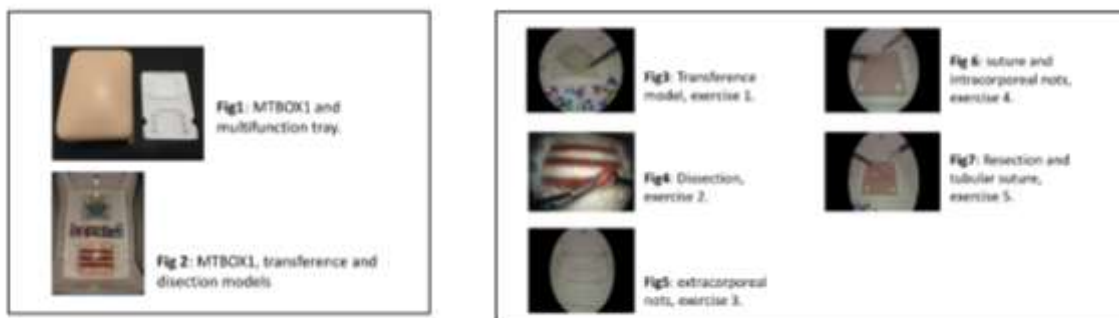 Fig1: MTBOX1 and
multifunction tray.
Fig 2: MTBOX1, transference and
disection models
Fig3: Transference
model, exercise 1.
Fig4: Dissection,
exercise 2.
Fig5: extracorporeal
nots, exercise 3.
Fig 6: suture and
intracorporeal nots,
exercise 4.
Fig7: Resection and
tubular suture,
exercise 5.